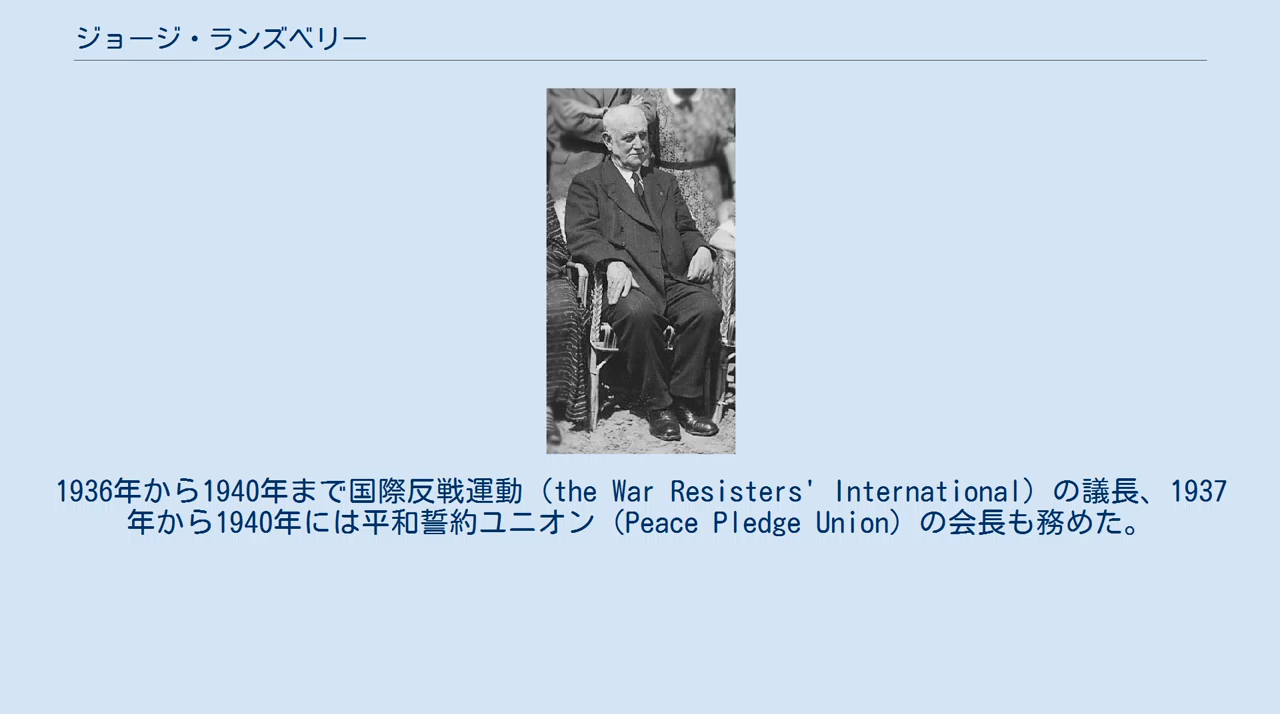 ジョージ・ランズベリー
1936年から1940年まで国際反戦運動（the War Resisters' International）の議長、1937
年から1940年には平和誓約ユニオン（Peace Pledge Union）の会長も務めた。